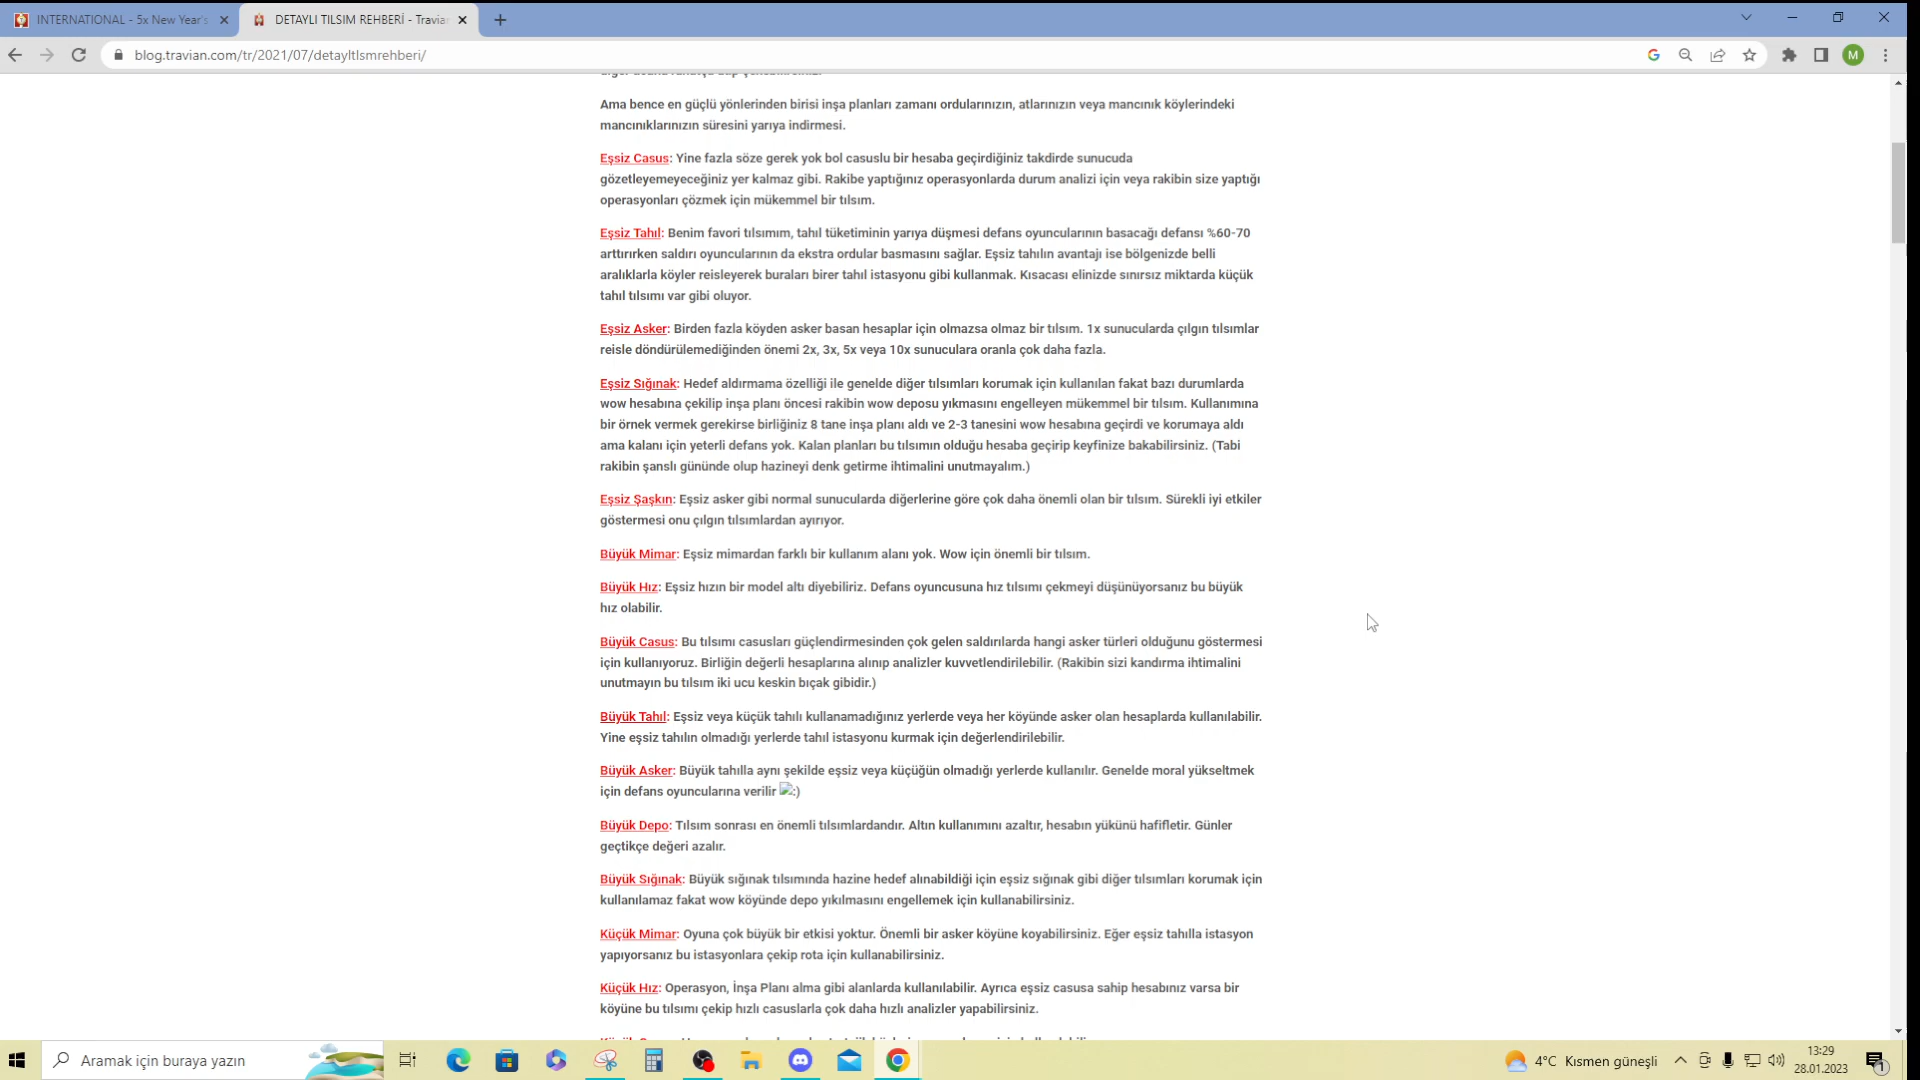 INTERNATIONAL - 5x New Year's
DETAYLI TILSIM REHBERİ - Travia
blog.travian.com/tr/2021/07/detayltlsmrehberi/
M
Ama bence en güçlü yönlerinden birisi inşa planları zamanı ordularınızın, atlarınızın veya mancınık köylerindeki
mancınıklarınızın süresini yarıya indirmesi.
Eşsiz Casus: Yine fazla söze gerek yok bol casuslu bir hesaba geçirdiğiniz takdirde sunucuda
gözetleyemeyeceğiniz yer kalmaz gibi. Rakibe yaptığınız operasyonlarda durum analizi için veya rakibin size yaptığı
operasyonları çözmek için mükemmel bir tılsım.
Eşsiz Tahıl: Benim favori tılsımım, tahıl tüketiminin yarıya düşmesi defans oyuncularının basacağı defansı %60-70
arttırırken saldırı oyuncularının da ekstra ordular basmasını sağlar. Eşsiz tahılın avantajı ise bölgenizde belli
aralıklarla köyler reisleyerek buraları birer tahıl istasyonu gibi kullanmak. Kısacası elinizde sınırsız miktarda küçük
tahıl tılsımı var gibi oluyor.
Eşsiz Asker: Birden fazla köyden asker basan hesaplar için olmazsa olmaz bir tılsım. 1x sunucularda çılgın tılsımlar
reisle döndürülemediğinden önemi 2x, 3x, 5x veya 10x sunuculara oranla çok daha fazla.
Eşsiz Sığınak: Hedef aldırmama özelliği ile genelde diğer tılsımları korumak için kullanılan fakat bazı durumlarda
wow hesabına çekilip inşa planı öncesi rakibin wow deposu yıkmasını engelleyen mükemmel bir tılsım. Kullanımına
bir örnek vermek gerekirse birliğiniz 8 tane inşa planı aldı ve 2-3 tanesini wow hesabına geçirdi ve korumaya aldı
ama kalanı için yeterli defans yok. Kalan planları bu tılsımın olduğu hesaba geçirip keyfinize bakabilirsiniz. (Tabi
rakibin şanslı gününde olup hazineyi denk getirme ihtimalini unutmayalım.)
Eşsiz Şaşkın: Eşsiz asker gibi normal sunucularda diğerlerine göre çok daha önemli olan bir tılsım. Sürekli iyi etkiler
göstermesi onu çılgın tılsımlardan ayırıyor.
Büyük Mimar: Eşsiz mimardan farklı bir kullanım alanı yok. Wow için önemli bir tılsım.
Büyük Hız: Eşsiz hızın bir model altı diyebiliriz. Defans oyuncusuna hız tılsımı çekmeyi düşünüyorsanız bu büyük
hız olabilir.
Büyük Casus: Bu tılsımı casusları güçlendirmesinden çok gelen saldırılarda hangi asker türleri olduğunu göstermesi
için kullanıyoruz. Birliğin değerli hesaplarına alınıp analizler kuvvetlendirilebilir. (Rakibin sizi kandırma ihtimalini
unutmayın bu tılsım iki ucu keskin bıçak gibidir.)
Büyük Tahıl: Eşsiz veya küçük tahılı kullanamadığınız yerlerde veya her köyünde asker olan hesaplarda kullanılabilir.
Yine eşsiz tahılın olmadığı yerlerde tahıl istasyonu kurmak için değerlendirilebilir.
Büyük Asker: Büyük tahılla aynı şekilde eşsiz veya küçüğün olmadığı yerlerde kullanılır. Genelde moral yükseltmek
için defans oyuncularına verilir :)
Büyük Depo: Tılsım sonrası en önemli tılsımlardandır. Altın kullanımını azaltır, hesabın yükünü hafifletir. Günler
geçtikçe değeri azalır.
Büyük Sığınak: Büyük sığınak tılsımında hazine hedef alınabildiği için eşsiz sığınak gibi diğer tılsımları korumak için
kullanılamaz fakat wow köyünde depo yıkılmasını engellemek için kullanabilirsiniz.
Küçük Mimar: Oyuna çok büyük bir etkisi yoktur. Önemli bir asker köyüne koyabilirsiniz. Eğer eşsiz tahılla istasyon
yapıyorsanız bu istasyonlara çekip rota için kullanabilirsiniz.
Küçük Hız: Operasyon, İnşa Planı alma gibi alanlarda kullanılabilir. Ayrıca eşsiz casusa sahip hesabınız varsa bir
köyüne bu tılsımı çekip hızlı casuslarla çok daha hızlı analizler yapabilirsiniz.
Aramak için buraya yazın
4°C Kısmen güneşli
13:29
28.01.2023
1